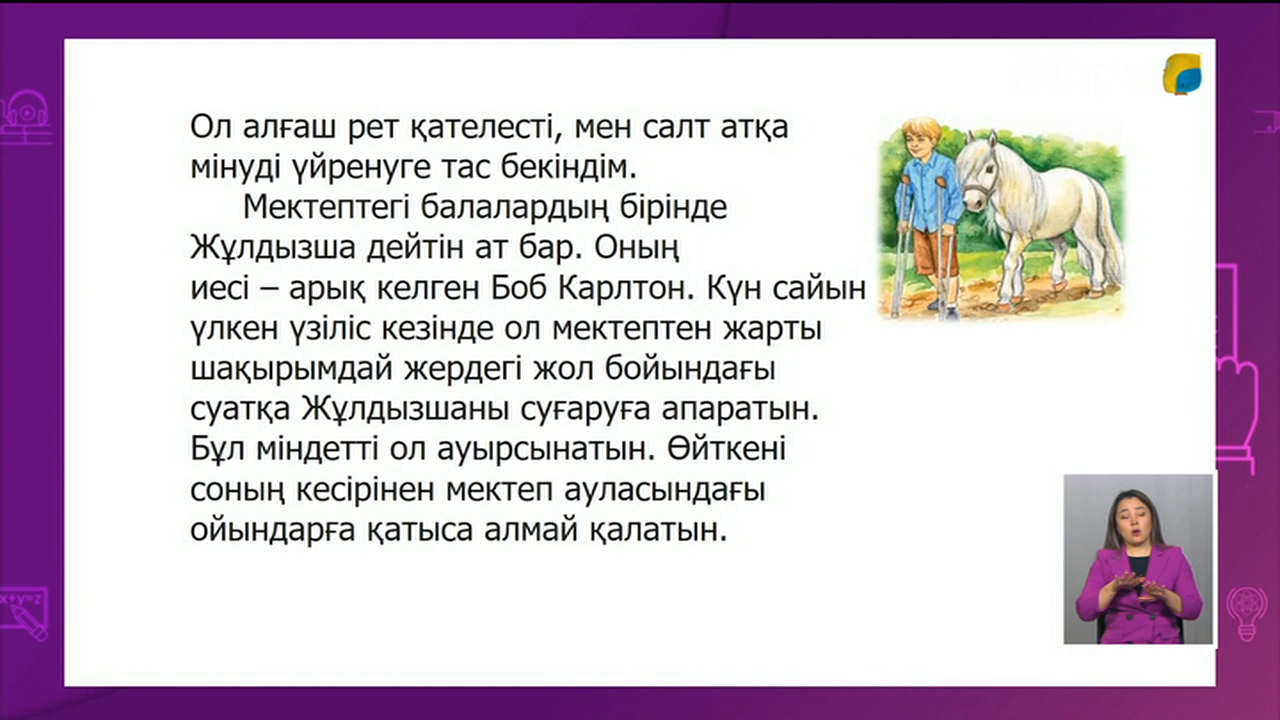 Ол алғаш рет қателесті, мен салт атқа
мінуді үйренуге тас бекіндім.
Мектептегі балалардың бірінде
Жұлдызша дейтін ат бар. Оның
иесі – арық келген Боб Карлтон. Күн сайын
үлкен үзіліс кезінде ол мектептен жарты
шақырымдай жердегі жол бойындағы
суатқа Жұлдызшаны суғаруға апаратын.
Бұл міндетті ол ауырсынатын. Өйткені
соның кесірінен мектеп ауласындағы
ойындарға қатыса алмай қалатын.
x+y=z